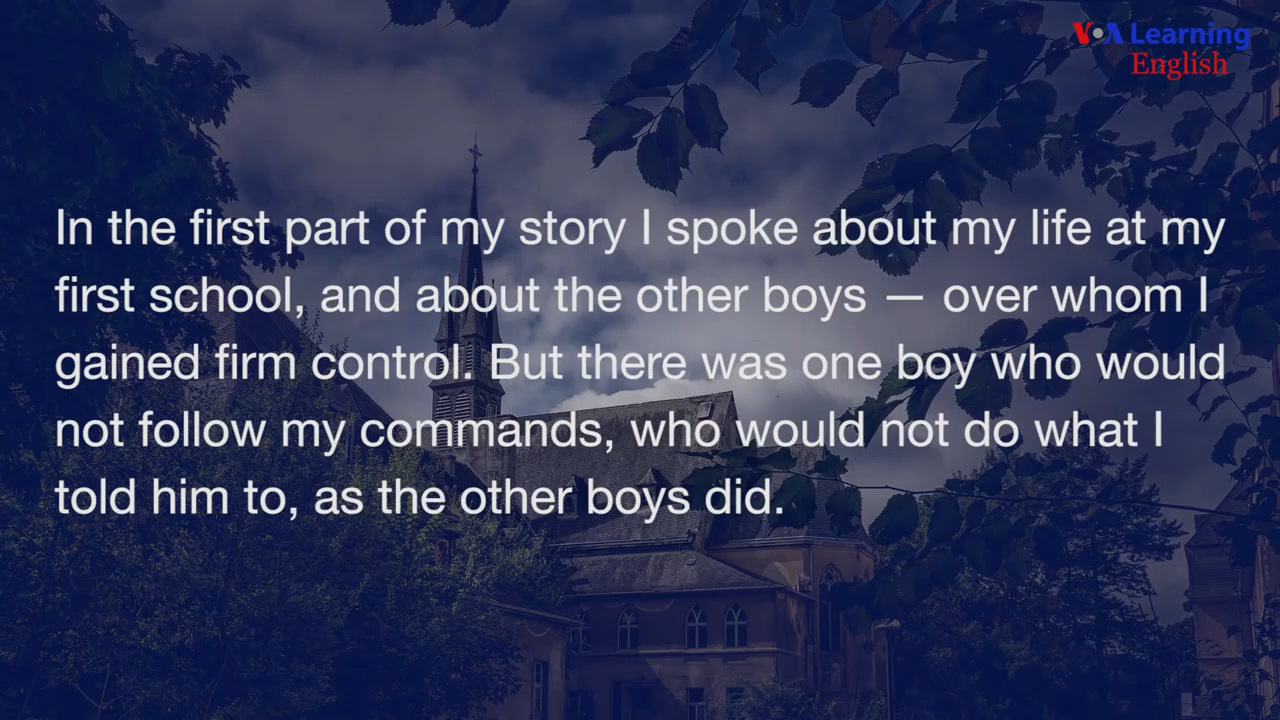 VOA Learning
English
In the first part of my story I spoke about my life at my
first school, and about the other boys — over whom I
gained firm control. But there was one boy who would
not follow my commands, who would not do what I
told him to, as the other boys did.